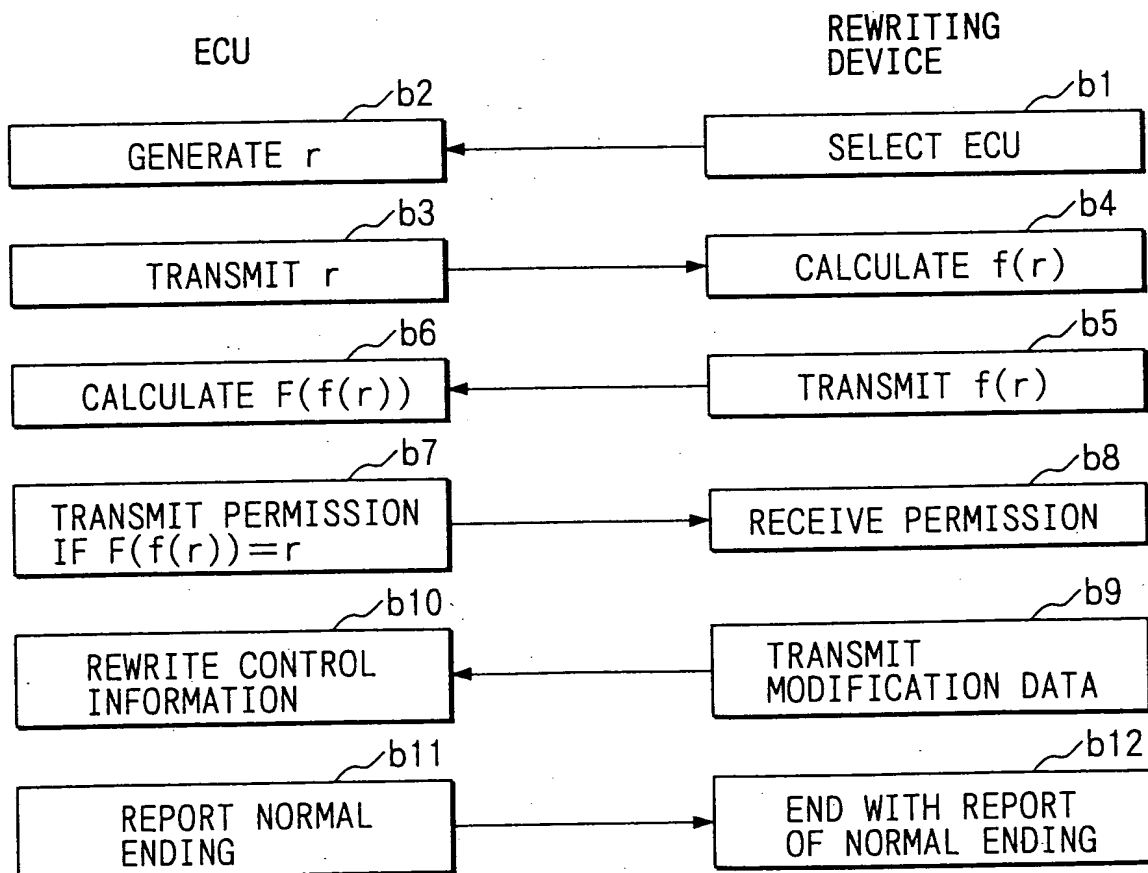 ECU
REWRITING
DEVICE
b2
b1
GENERATE r
SELECT ECU
b3
b4
TRANSMIT r
CALCULATE f(r)
b6
b5
CALCULATE F(f(r))
TRANSMIT f(r)
b7
b8
TRANSMIT PERMISSION
IF F(f(r))=r
RECEIVE PERMISSION
b10
b9
REWRITE CONTROL
INFORMATION
TRANSMIT
MODIFICATION DATA
b11
b12
REPORT NORMAL
ENDING
END WITH REPORT
OF NORMAL ENDING